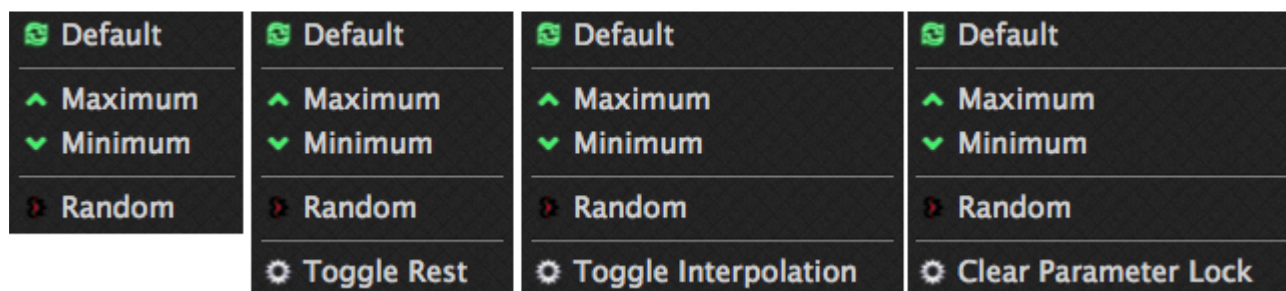 Default
Maximum
Minimum
Random
Default
Maximum
Minimum
Random
Toggle Rest
Default
Maximum
Minimum
Random
Toggle Interpolation
Default
Maximum
Minimum
Random
Clear Parameter Lock